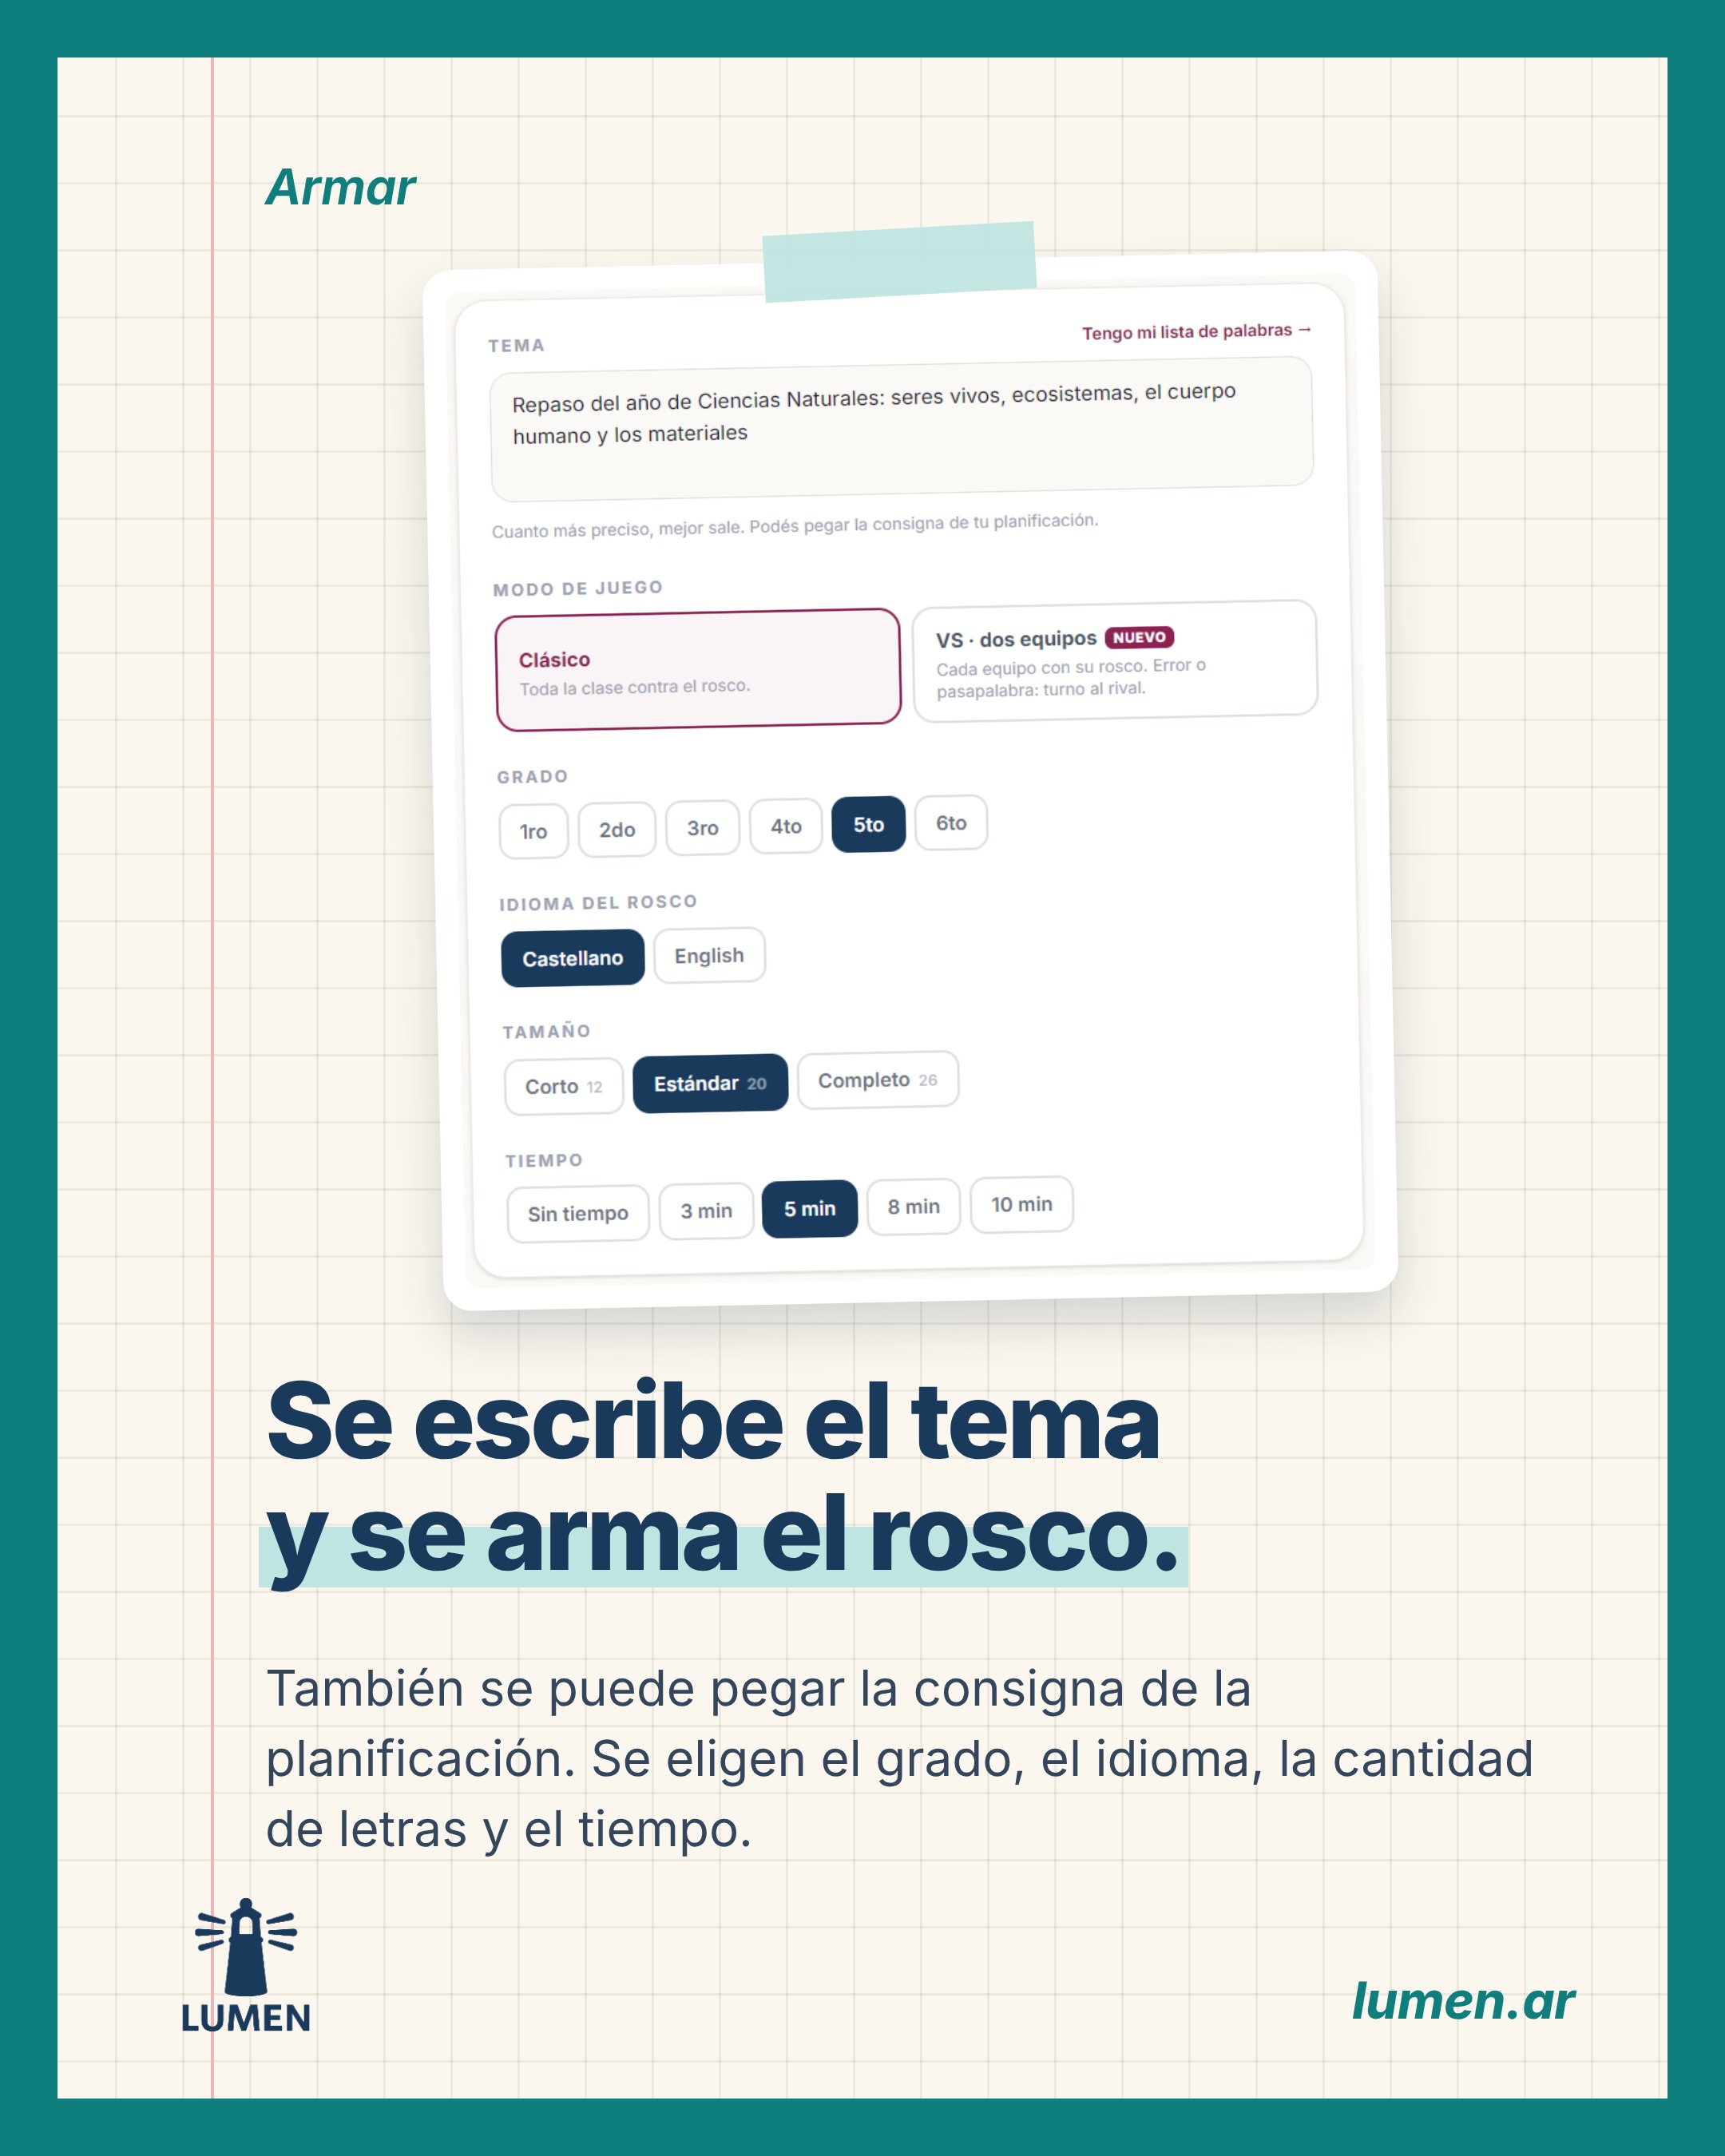 Armar
TEMA
Tengo mi lista de palabras →
Repaso del año de Ciencias Naturales: seres vivos, ecosistemas, el cuerpo
humano y los materiales
Cuanto más preciso, mejor sale. Podés pegar la consigna de tu planificación.
MODO DE JUEGO
Clásico
Toda la clase contra el rosco.
VS · dos equipos NUEVO
Cada equipo con su rosco. Error o
pasapalabra: turno al rival.
GRADO
1ro 2do 3ro 4to 5to 6to
IDIOMA DEL ROSCO
Castellano English
TAMAÑO
Corto 12 Estándar 20 Completo 26
TIEMPO
Sin tiempo 3 min 5 min 8 min 10 min
Se escribe el tema
y se arma el rosco.
También se puede pegar la consigna de la
planificación. Se eligen el grado, el idioma, la cantidad
de letras y el tiempo.
LUMEN
lumen.ar